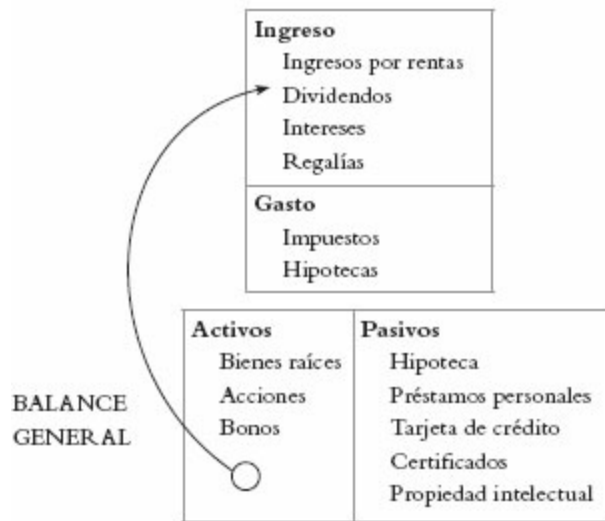 Ingreso
Ingresos por rentas
Dividendos
Intereses
Regalías
Gasto
Impuestos
Hipotecas
BALANCE
GENERAL
Activos
Bienes raíces
Acciones
Bonos
Pasivos
Hipoteca
Préstamos personales
Tarjeta de crédito
Certificados
Propiedad intelectual